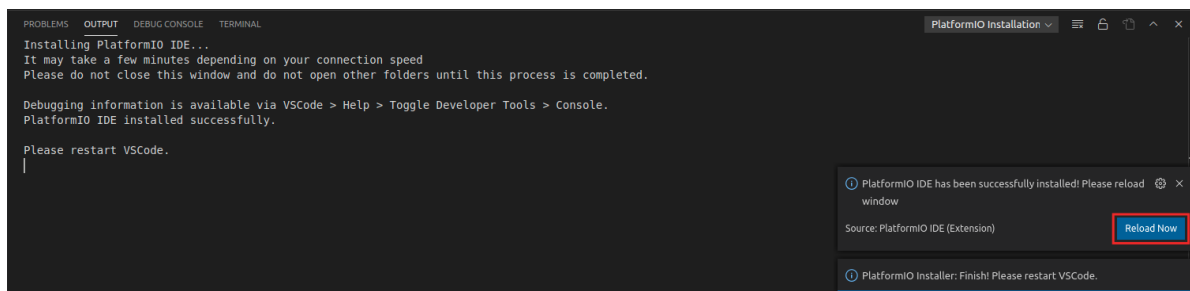 PROBLEMS OUTPUT DEBUG CONSOLE TERMINAL PlatformIO Installation
Installing PlatformIO IDE...
It may take a few minutes depending on your connection speed
Please do not close this window and do not open other folders until this process is completed.
Debugging information is available via VSCode > Help > Toggle Developer Tools > Console.
PlatformIO IDE installed successfully.
Please restart VSCode.
PlatformIO IDE has been successfully installed! Please reload
window
Source: PlatformIO IDE (Extension) Reload Now
PlatformIO Installer: Finish! Please restart VSCode.